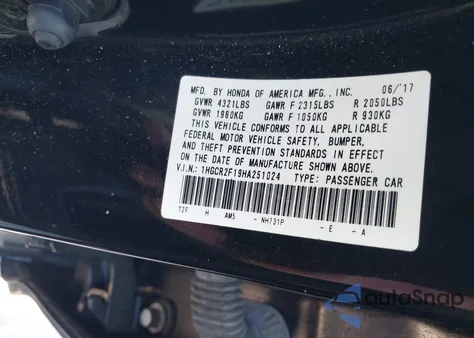 MFD. BY HONDA OF AMERICA MFG., INC. 06/17
GVWR 4321LBS GAWR F 2315LBS R 2050LBS
GVWR 1960KG GAWR F 1050KG R 930KG
THIS VEHICLE CONFORMS TO ALL APPLICABLE
FEDERAL MOTOR VEHICLE SAFETY, BUMPER,
AND THEFT PREVENTION STANDARDS IN EFFECT
ON THE DATE OF MANUFACTURE SHOWN ABOVE.
V.I.N.: 1HGCR2F19HA251024 TYPE: PASSENGER CAR
T2F H AM5 - NH731P - E - A
autoSnap